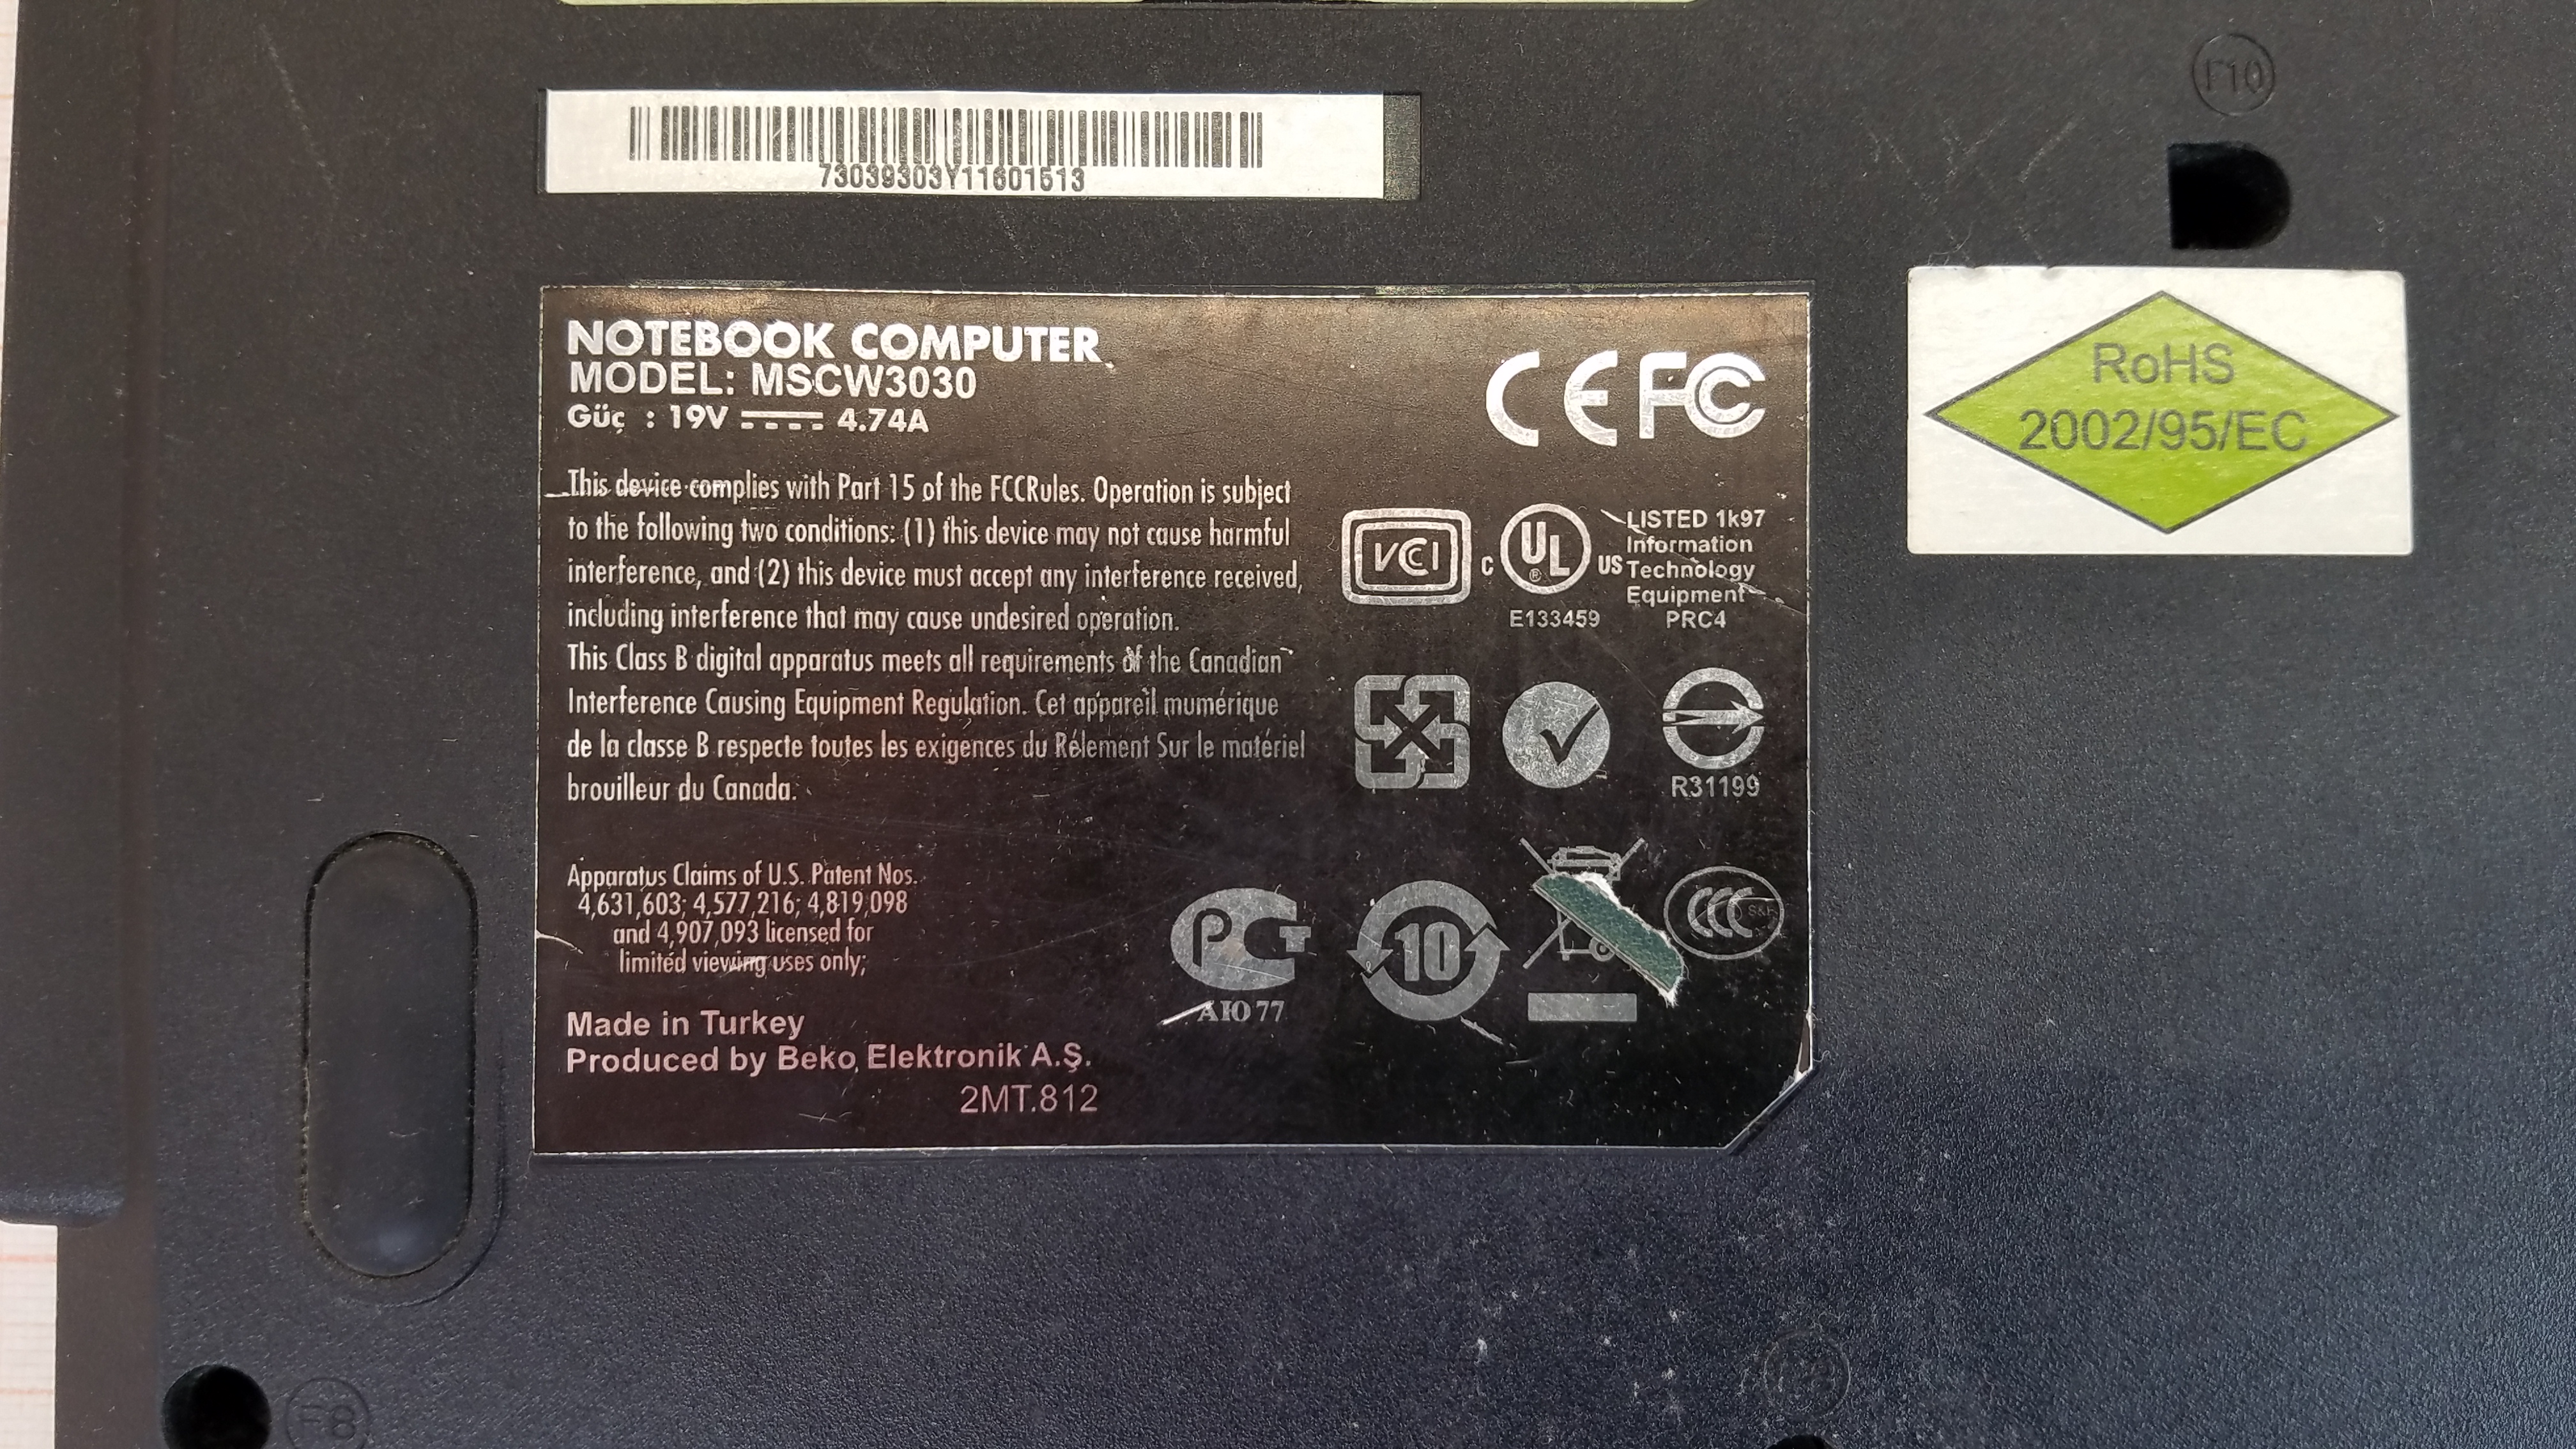 73039303Y11601513
NOTEBOOK COMPUTER
MODEL: MSCW3030
Güç : 19V 4.74A
CE FC
RoHS
2002/95/EC
This device complies with Part 15 of the FCCRules. Operation is subject
to the following two conditions: (1) this device may not cause harmful
interference, and (2) this device must accept any interference received,
including interference that may cause undesired operation.
This Class B digital apparatus meets all requirements of the Canadian
Interference Causing Equipment Regulation. Cet appareil mumérique
de la classe B respecte toutes les exigences du Rélement Sur le matériel
brouilleur du Canada.
VCI
C UL ® US
E133459
LISTED 1k97
Information
Technology
Equipment
PRC4
R31199
Apparatus Claims of U.S. Patent Nos.
4,631,603; 4,577,216; 4,819,098
and 4,907,093 licensed for
limited viewing uses only;
PG
АЮ77
10
CCC S&E
Made in Turkey
Produced by Beko Elektronik A.Ş.
2MT.812
F10
F8